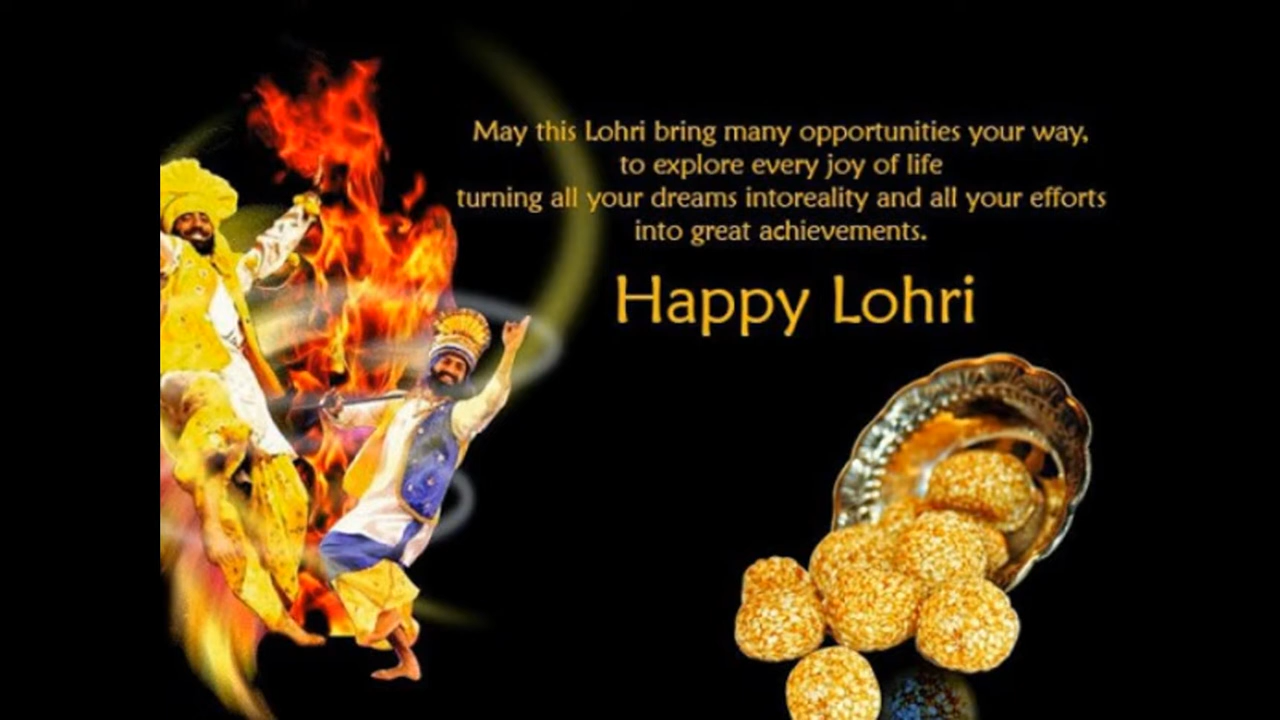 May this Lohri bring many opportunities your way,
to explore every joy of life
turning all your dreams intoreality and all your efforts
into great achievements.
Happy Lohri